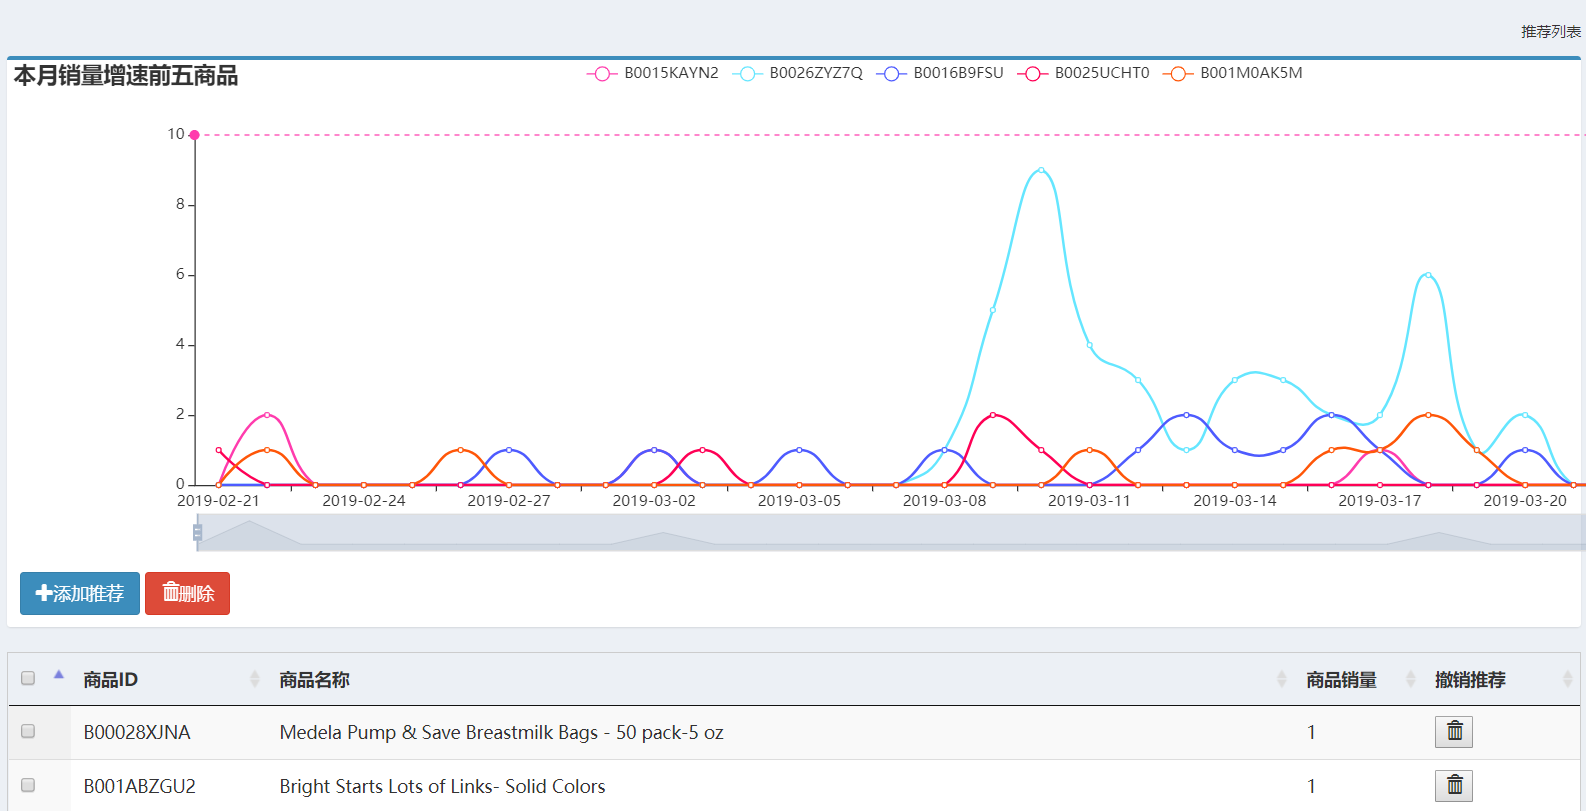 推荐列表
本月销量增速前五商品
B0015KAYN2 B0026ZYZ7Q B0016B9FSU B0025UCHT0 B001M0AK5M
10
8
6
4
2
0
2019-02-21 2019-02-24 2019-02-27 2019-03-02 2019-03-05 2019-03-08 2019-03-11 2019-03-14 2019-03-17 2019-03-20
添加推荐 删除
商品ID 商品名称 商品销量 撤销推荐
B00028XJNA Medela Pump & Save Breastmilk Bags - 50 pack-5 oz 1
B001ABZGU2 Bright Starts Lots of Links- Solid Colors 1